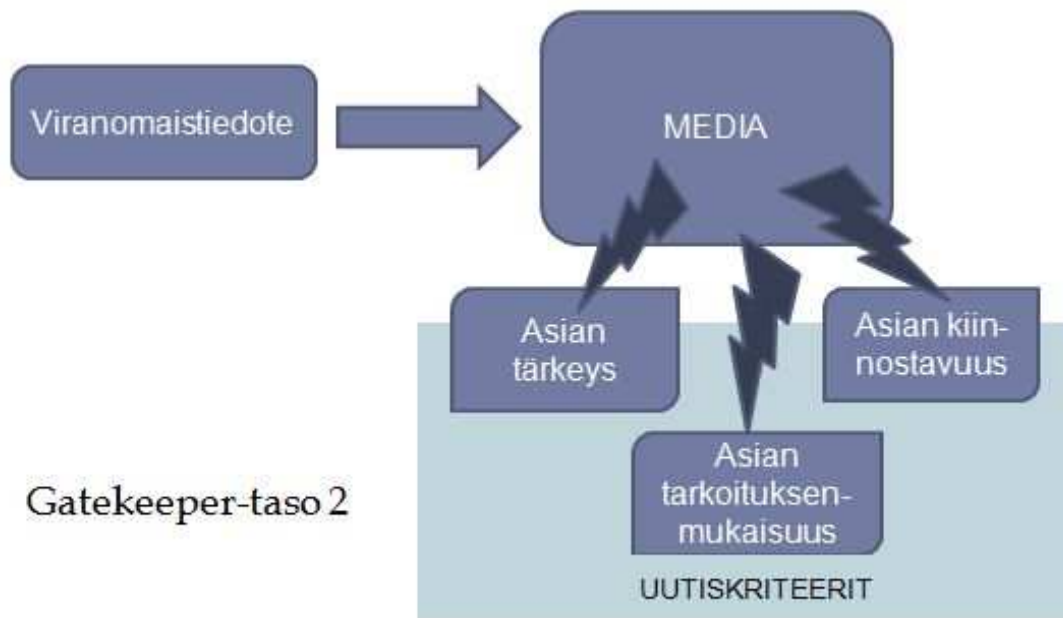 Viranomaistiedote
MEDIA
Asian
tärkeys
Asian kiin-
nostavuus
Asian
tarkoituksen-
mukaisuus
Gatekeeper-taso 2
UUTISKRITEERIT